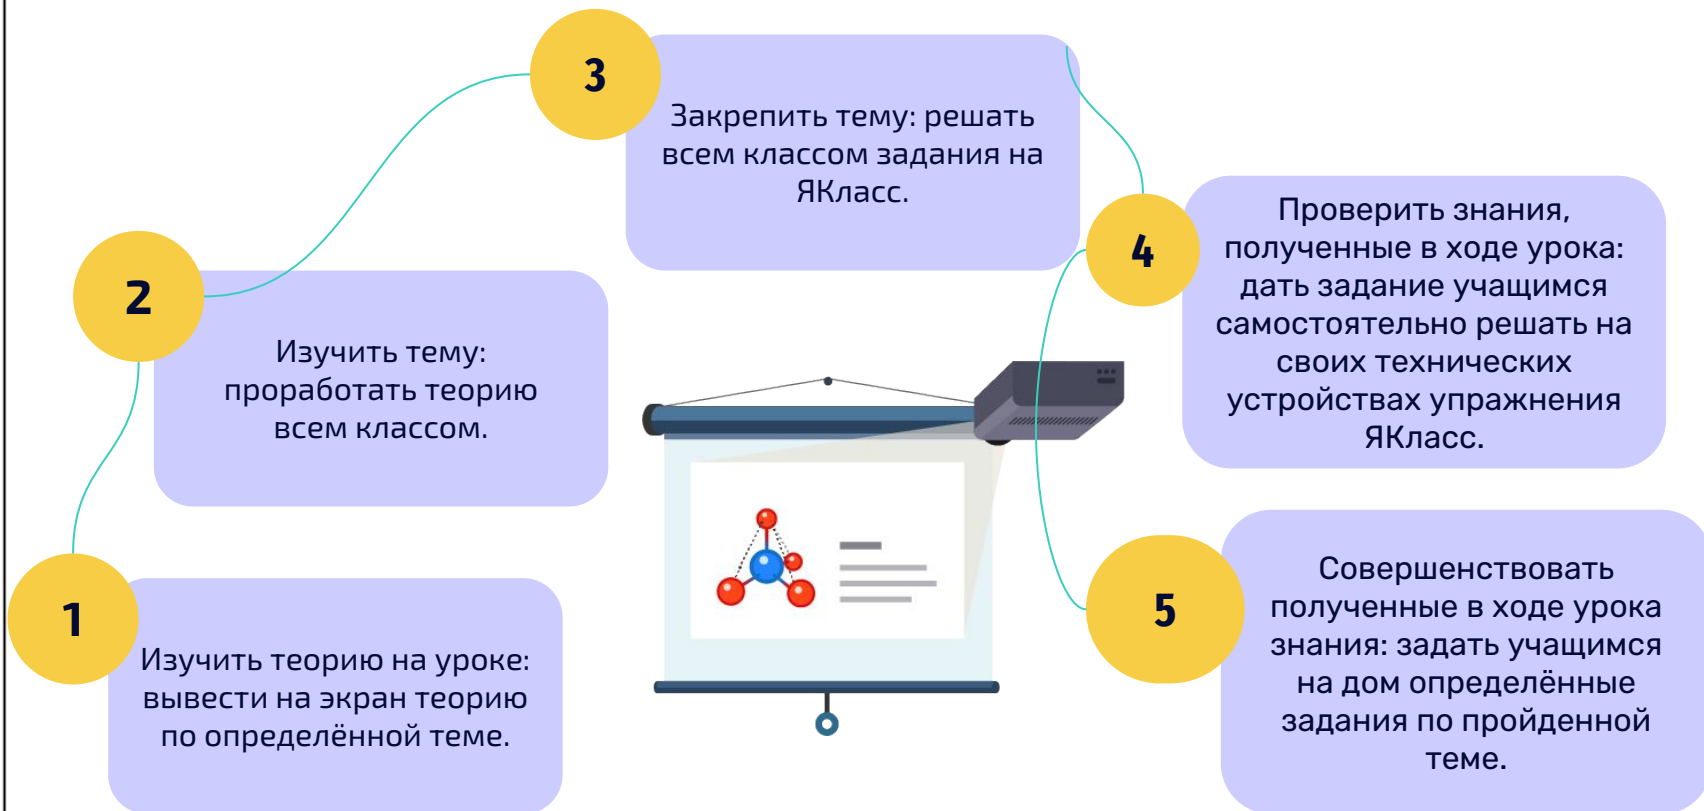 1
Изучить теорию на уроке:
вывести на экран теорию
по определённой теме.
2
Изучить тему:
проработать теорию
всем классом.
3
Закрепить тему: решать
всем классом задания на
ЯКласс.
4
Проверить знания,
полученные в ходе урока:
дать задание учащимся
самостоятельно решать на
своих технических
устройствах упражнения
ЯКласс.
5
Совершенствовать
полученные в ходе урока
знания: задать учащимся
на дом определённые
задания по пройденной
теме.